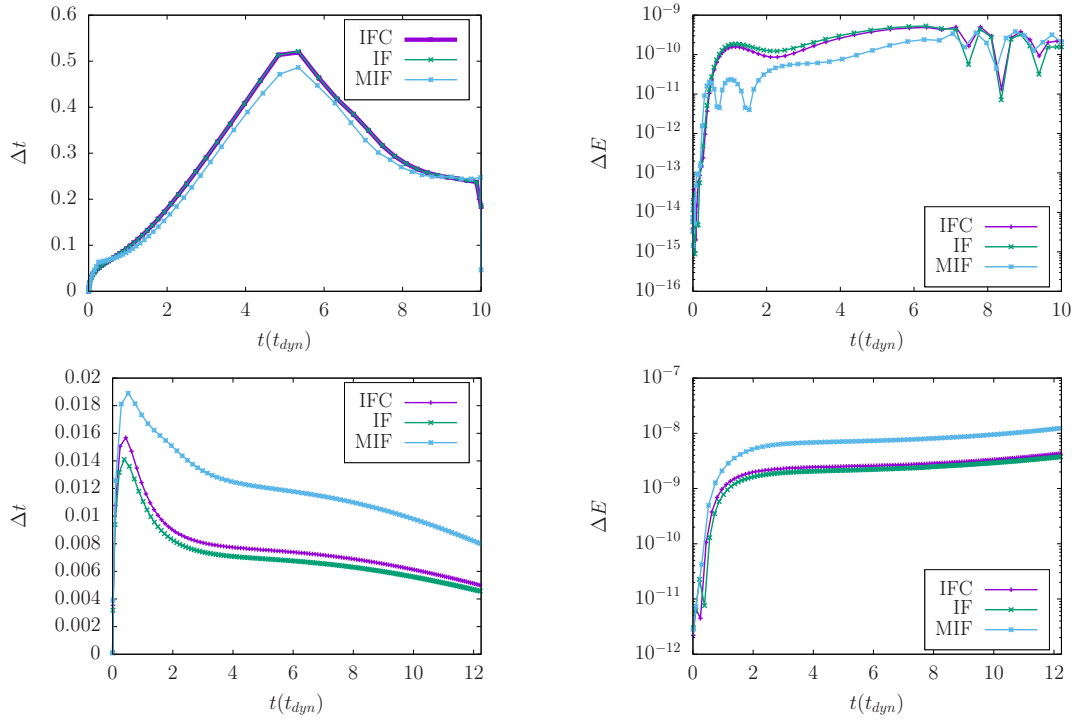 0.6
0.5
0.4
0.3
0.2
0.1
0
Δt
0 2 4 6 8 10
t(t_dyn)
IFC
IF
MIF
10^−9
10^−10
10^−11
10^−12
10^−13
10^−14
10^−15
10^−16
ΔE
0 2 4 6 8 10
t(t_dyn)
IFC
IF
MIF
0.02
0.018
0.016
0.014
0.012
0.01
0.008
0.006
0.004
0.002
0
Δt
0 2 4 6 8 10 12
t(t_dyn)
IFC
IF
MIF
10^−7
10^−8
10^−9
10^−10
10^−11
10^−12
ΔE
0 2 4 6 8 10 12
t(t_dyn)
IFC
IF
MIF